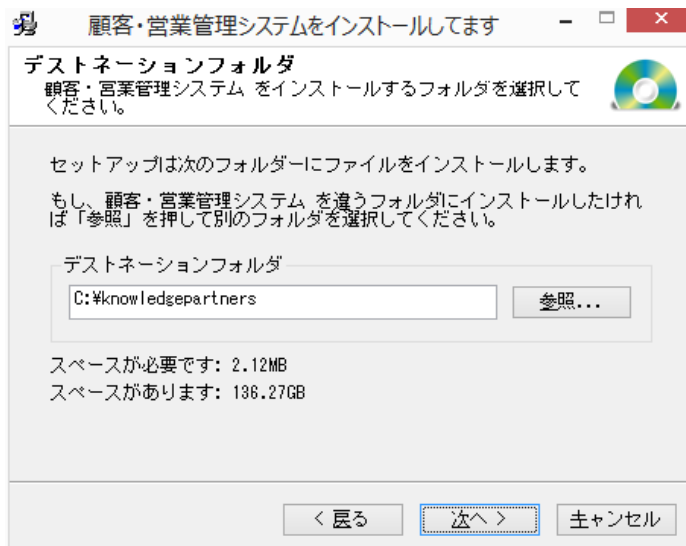 顧客・営業管理システムをインストールしてます
デストネーションフォルダ
顧客・営業管理システム をインストールするフォルダを選択して
ください。
セットアップは次のフォルダーにファイルをインストールします。
もし、顧客・営業管理システム を違うフォルダにインストールしたけれ
ば「参照」を押して別のフォルダを選択してください。
デストネーションフォルダ
C:¥knowledgepartners
参照...
スペースが必要です: 2.12MB
スペースがあります: 136.27GB
< 戻る
次へ >
キャンセル